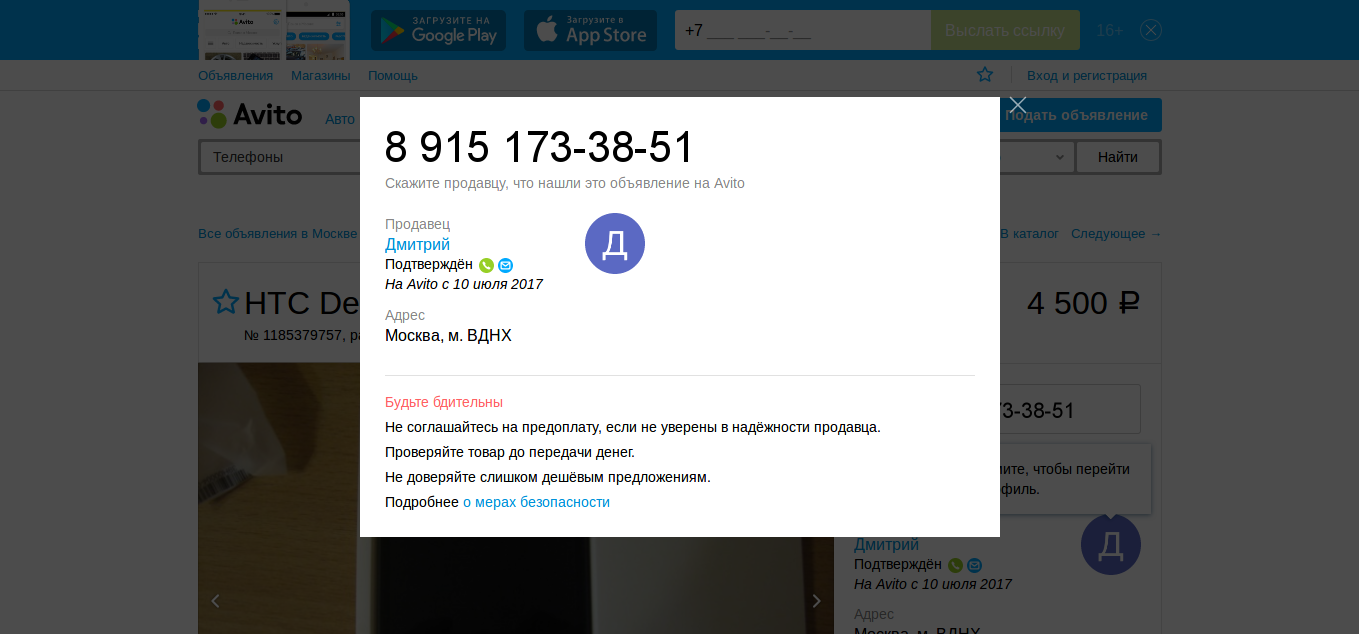 Avito
ЗАГРУЗИТЕ НА
Google Play
Загрузите в
App Store
+7 ___ ___-__-__
Выслать ссылку
16+
Объявления Магазины Помощь
Вход и регистрация
Avito
Авто
Подать объявление
Телефоны
Найти
Все объявления в Москве
В каталог Следующее →
HTC De
4 500 ₽
№ 1185379757, ра
8 915 173-38-51
Скажите продавцу, что нашли это объявление на Avito
Продавец
Дмитрий
Д
Подтверждён
На Avito с 10 июля 2017
Адрес
Москва, м. ВДНХ
Будьте бдительны
Не соглашайтесь на предоплату, если не уверены в надёжности продавца.
Проверяйте товар до передачи денег.
Не доверяйте слишком дешёвым предложениям.
Подробнее о мерах безопасности
73-38-51
мите, чтобы перейти
филь.
Дмитрий
Д
Подтверждён
На Avito с 10 июля 2017
Адрес
Москва, м. ВДНХ